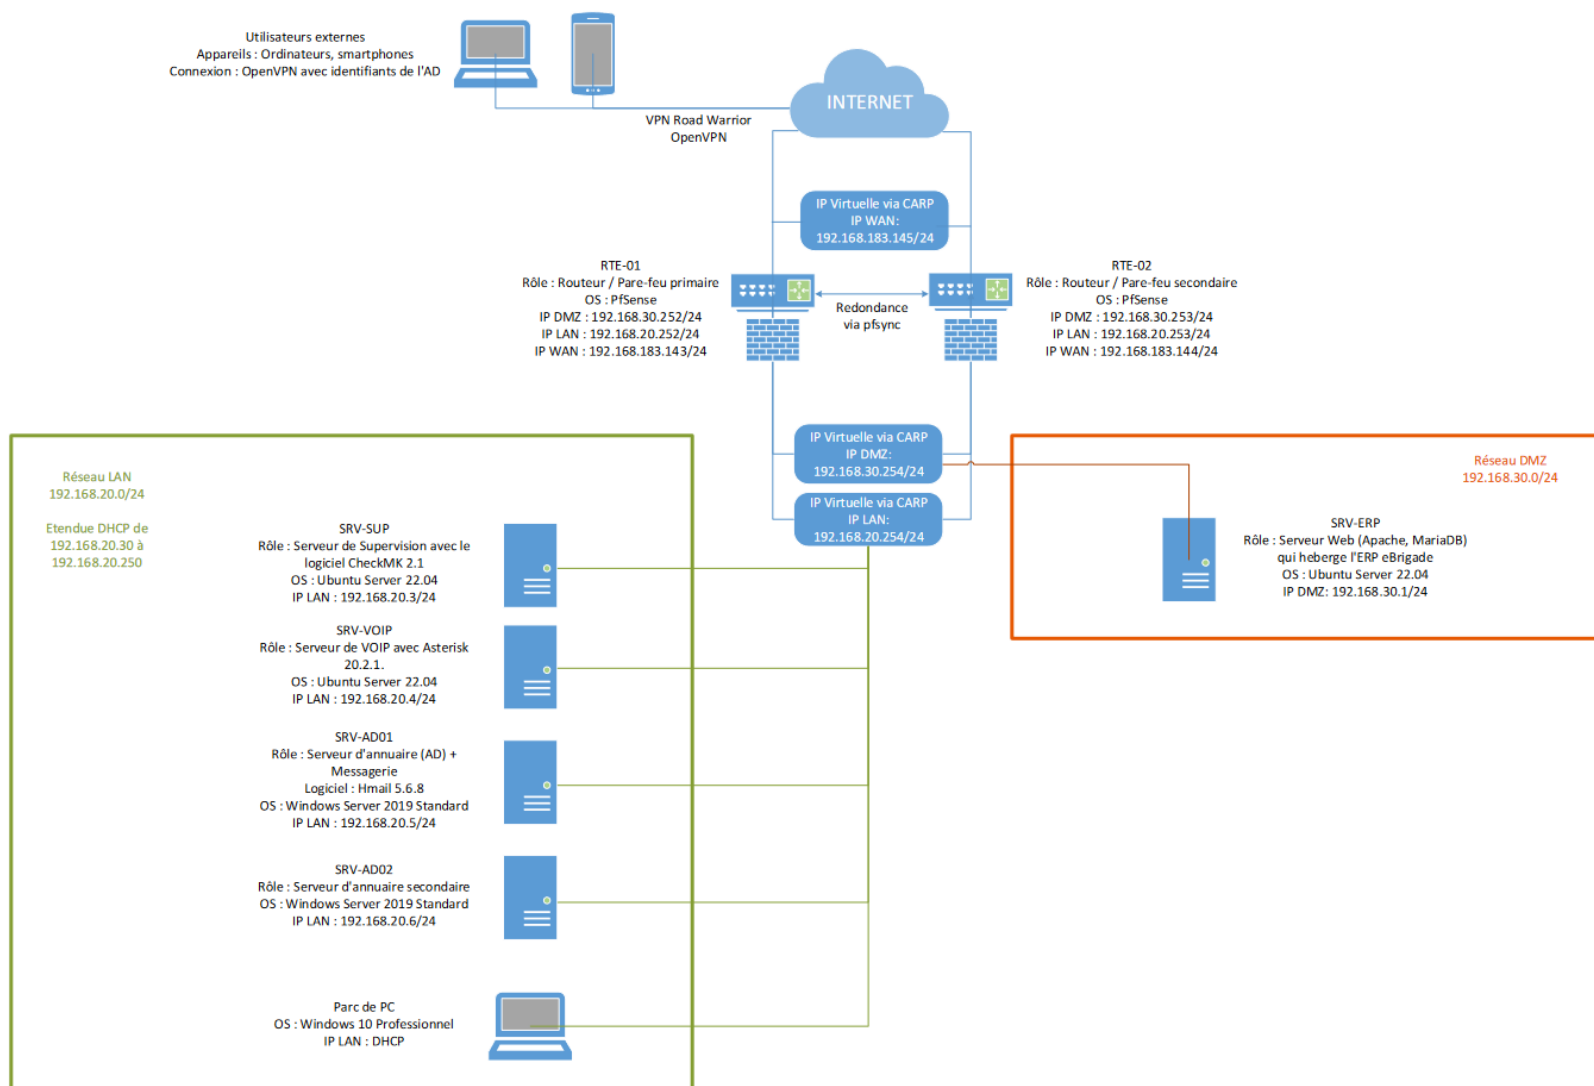 Utilisateurs externes
Appareils : Ordinateurs, smartphones
Connexion : OpenVPN avec identifiants de l'AD
INTERNET
VPN Road Warrior
OpenVPN
IP Virtuelle via CARP
IP WAN:
192.168.183.145/24
RTE-01
Rôle : Routeur / Pare-feu primaire
OS : PfSense
IP DMZ : 192.168.30.252/24
IP LAN : 192.168.20.252/24
IP WAN : 192.168.183.143/24
Redondance
via pfsync
RTE-02
Rôle : Routeur / Pare-feu secondaire
OS : PfSense
IP DMZ : 192.168.30.253/24
IP LAN : 192.168.20.253/24
IP WAN : 192.168.183.144/24
IP Virtuelle via CARP
IP DMZ:
192.168.30.254/24
IP Virtuelle via CARP
IP LAN:
192.168.20.254/24
Réseau LAN
192.168.20.0/24
Etendue DHCP de
192.168.20.30 à
192.168.20.250
SRV-SUP
Rôle : Serveur de Supervision avec le
logiciel CheckMK 2.1
OS : Ubuntu Server 22.04
IP LAN : 192.168.20.3/24
SRV-VOIP
Rôle : Serveur de VOIP avec Asterisk
20.2.1.
OS : Ubuntu Server 22.04
IP LAN : 192.168.20.4/24
SRV-AD01
Rôle : Serveur d'annuaire (AD) +
Messagerie
Logiciel : Hmail 5.6.8
OS : Windows Server 2019 Standard
IP LAN : 192.168.20.5/24
SRV-AD02
Rôle : Serveur d'annuaire secondaire
OS : Windows Server 2019 Standard
IP LAN : 192.168.20.6/24
Parc de PC
OS : Windows 10 Professionnel
IP LAN : DHCP
Réseau DMZ
192.168.30.0/24
SRV-ERP
Rôle : Serveur Web (Apache, MariaDB)
qui heberge l'ERP eBrigade
OS : Ubuntu Server 22.04
IP DMZ: 192.168.30.1/24